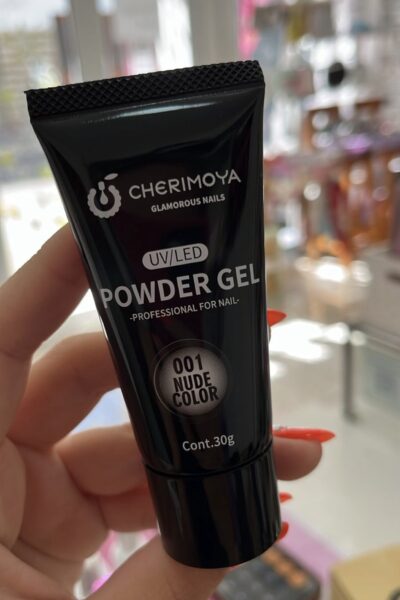 CHERIMOYA
GLAMOROUS NAILS
UV/LED
POWDER GEL
-PROFESSIONAL FOR NAIL-
001
NUDE
COLOR
Cont.30g